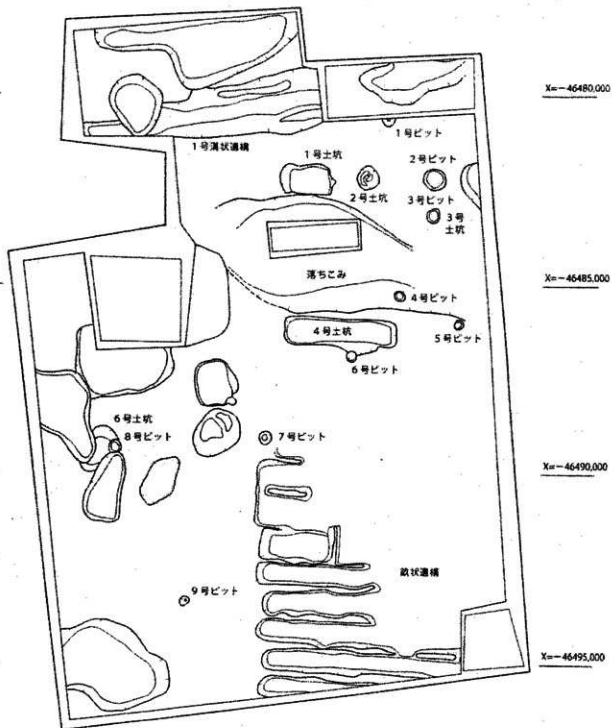 X=-46480,000
1号ピット
1号溝状遺構
1号土坑
2号ピット
2号土坑
3号ピット
3号
土坑
落ちこみ
X=-46485,000
4号ピット
4号土坑
5号ピット
6号ピット
6号土坑
8号ピット
7号ピット
X=-46490,000
畝状遺構
9号ピット
X=-46495,000